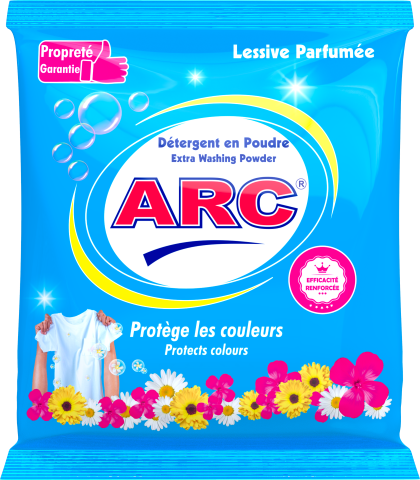 Propreté
Garantie
Lessive Parfumée
Détergent en Poudre
Extra Washing Powder
ARC®
EFFICACITÉ
RENFORCÉE
Protège les couleurs
Protects colours